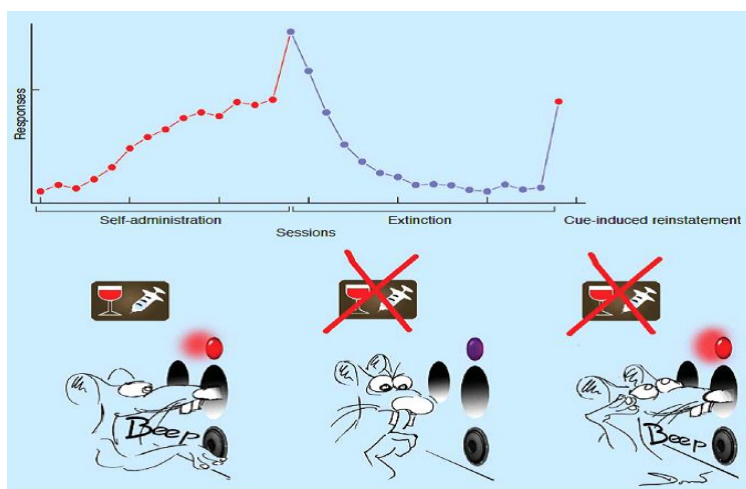 Responses
Self-administration
Extinction
Cue-induced reinstatement
Sessions
Beep
Beep